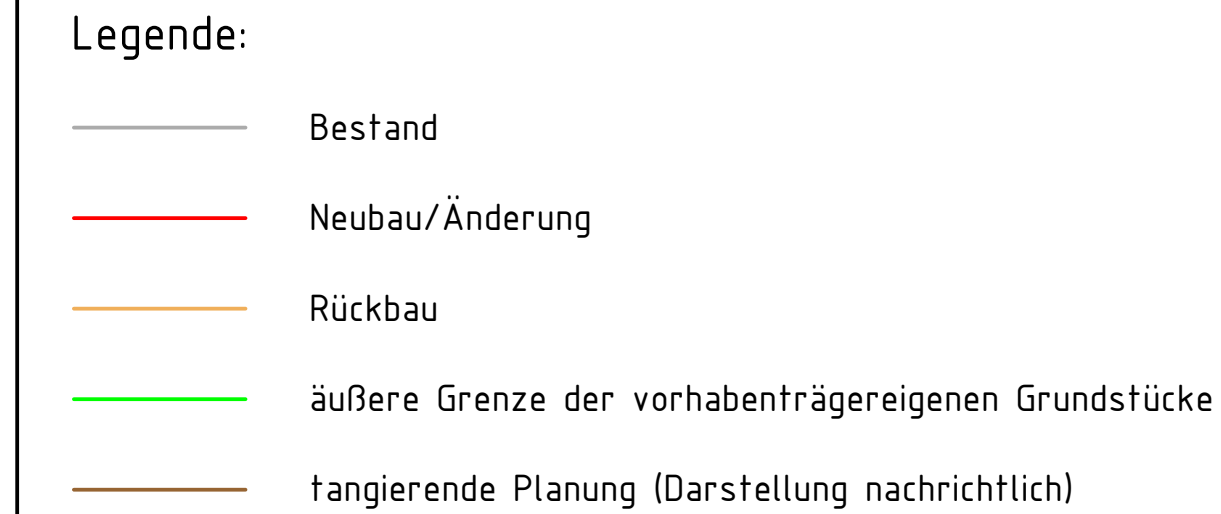 Legende:
Bestand
Neubau/Änderung
Rückbau
äußere Grenze der vorhabenträgereigenen Grundstücke
tangierende Planung (Darstellung nachrichtlich)